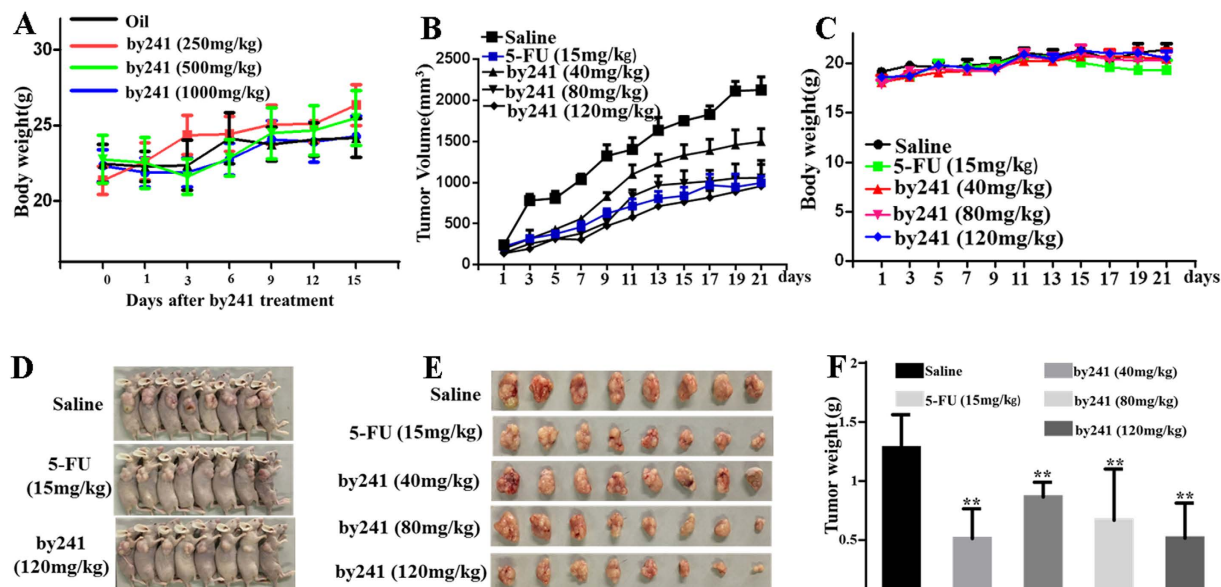 A
Oil
by241 (250mg/kg)
by241 (500mg/kg)
by241 (1000mg/kg)
Body weight(g)
30
25
20
0 1 3 6 9 12 15
Days after by241 treatment
B
Saline
5-FU (15mg/kg)
by241 (40mg/kg)
by241 (80mg/kg)
by241 (120mg/kg)
Tumor Volume(mm³)
2500
2000
1500
1000
500
0
1 3 5 7 9 11 13 15 17 19 21 days
C
Body weight(g)
20
15
10
5
0
Saline
5-FU (15mg/kg)
by241 (40mg/kg)
by241 (80mg/kg)
by241 (120mg/kg)
1 3 5 7 9 11 13 15 17 19 21 days
D
Saline
5-FU
(15mg/kg)
by241
(120mg/kg)
E
Saline
5-FU (15mg/kg)
by241 (40mg/kg)
by241 (80mg/kg)
by241 (120mg/kg)
F
Saline
by241 (40mg/kg)
5-FU (15mg/kg)
by241 (80mg/kg)
by241 (120mg/kg)
Tumor weight (g)
2
1.5
1
0.5
**
**
**
**